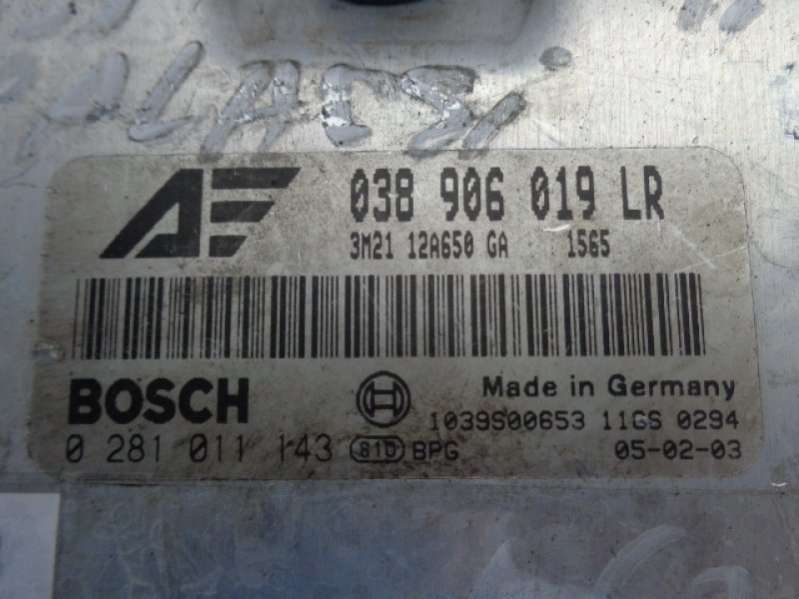 038 906 019 LR
3M21 12A650 GA 1565
BOSCH
Made in Germany
1039S00653 11GS 0294
0 281 011 143 81D BPG 05-02-03